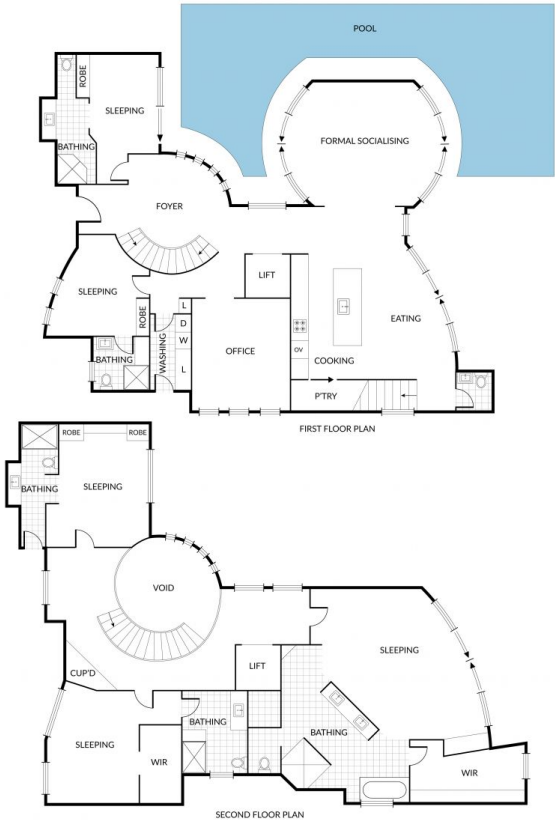 POOL
ROBE
SLEEPING
FORMAL SOCIALISING
BATHING
FOYER
LIFT
SLEEPING
L
ROBE
D
EATING
WASHING
W
OFFICE
OV
BATHING
COOKING
L
P'TRY
FIRST FLOOR PLAN
ROBE
ROBE
BATHING
SLEEPING
VOID
SLEEPING
LIFT
CUP'D
BATHING
BATHING
SLEEPING
WIR
WIR
SECOND FLOOR PLAN